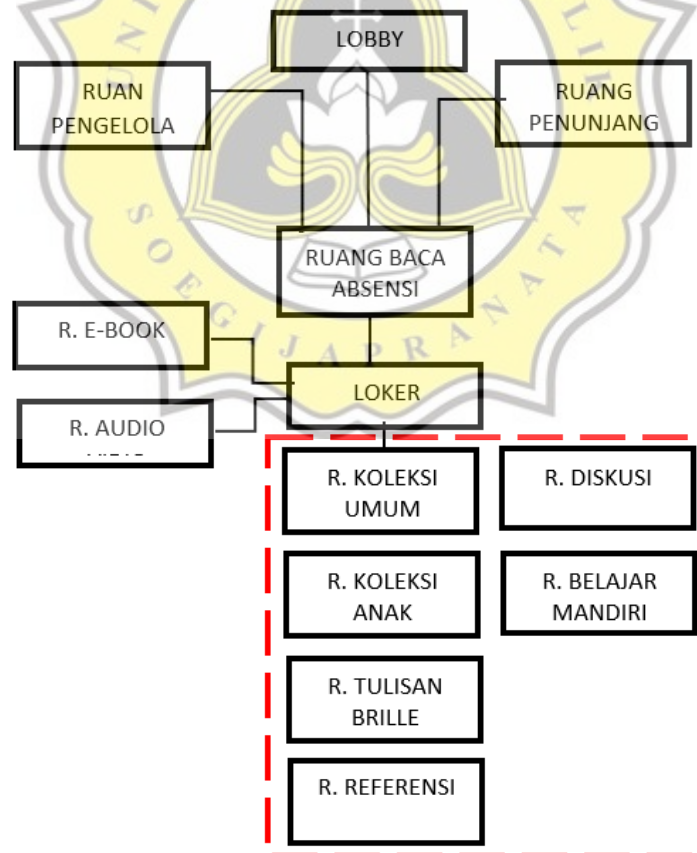 LOBBY
RUAN
PENGELOLA
RUANG
PENUNJANG
SOEGIJAPRANATA
RUANG BACA
ABSENSI
R. E-BOOK
LOKER
R. AUDIO
R. KOLEKSI
UMUM
R. DISKUSI
R. KOLEKSI
ANAK
R. BELAJAR
MANDIRI
R. TULISAN
BRILLE
R. REFERENSI